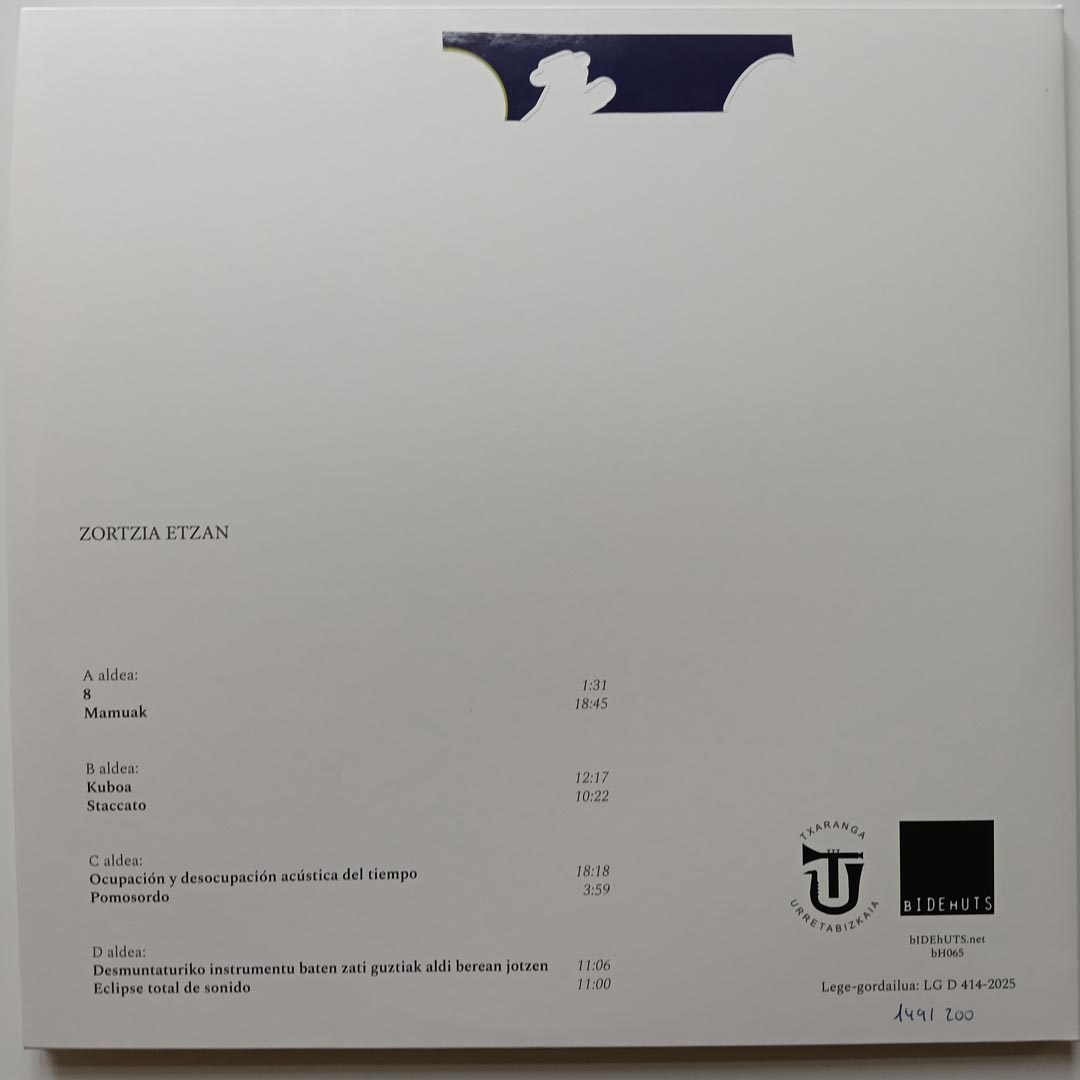 ZORTZIA ETZAN
A aldea:
8 1:31
Mamuak 18:45
B aldea:
Kuboa 12:17
Staccato 10:22
C aldea:
Ocupación y desocupación acústica del tiempo 18:18
Pomosordo 3:59
D aldea:
Desmuntaturiko instrumentu baten zati guztiak aldi berean jotzen 11:06
Eclipse total de sonido 11:00
TXARANGA
TU
URRETABIZKAIA
BIDEHUTS
bIDEhUTS.net
bH065
Lege-gordailua: LG D 414-2025
149/ 200